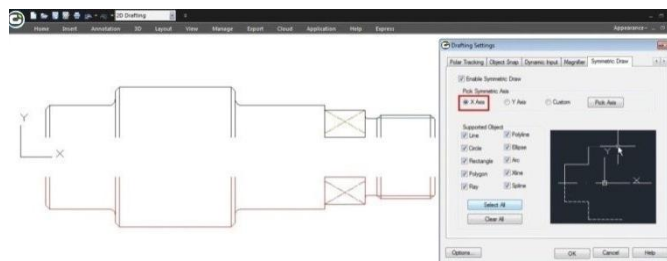 2D Drafting
Home Insert Annotation 3D Layout View Manage Export Cloud Application Help Express
Appearance
Drafting Settings
Polar Tracking Object Snap Dynamic Input Magnifier Symmetric Draw
Enable Symmetric Draw
Pick Symmetric Axis
X Axis Y Axis Custom Pick Axis
Supported Object
Line Polyline
Circle Ellipse
Rectangle Arc
Polygon Xline
Ray Spline
Select All
Clear All
Y
X
Y
X
Options... OK Cancel Help